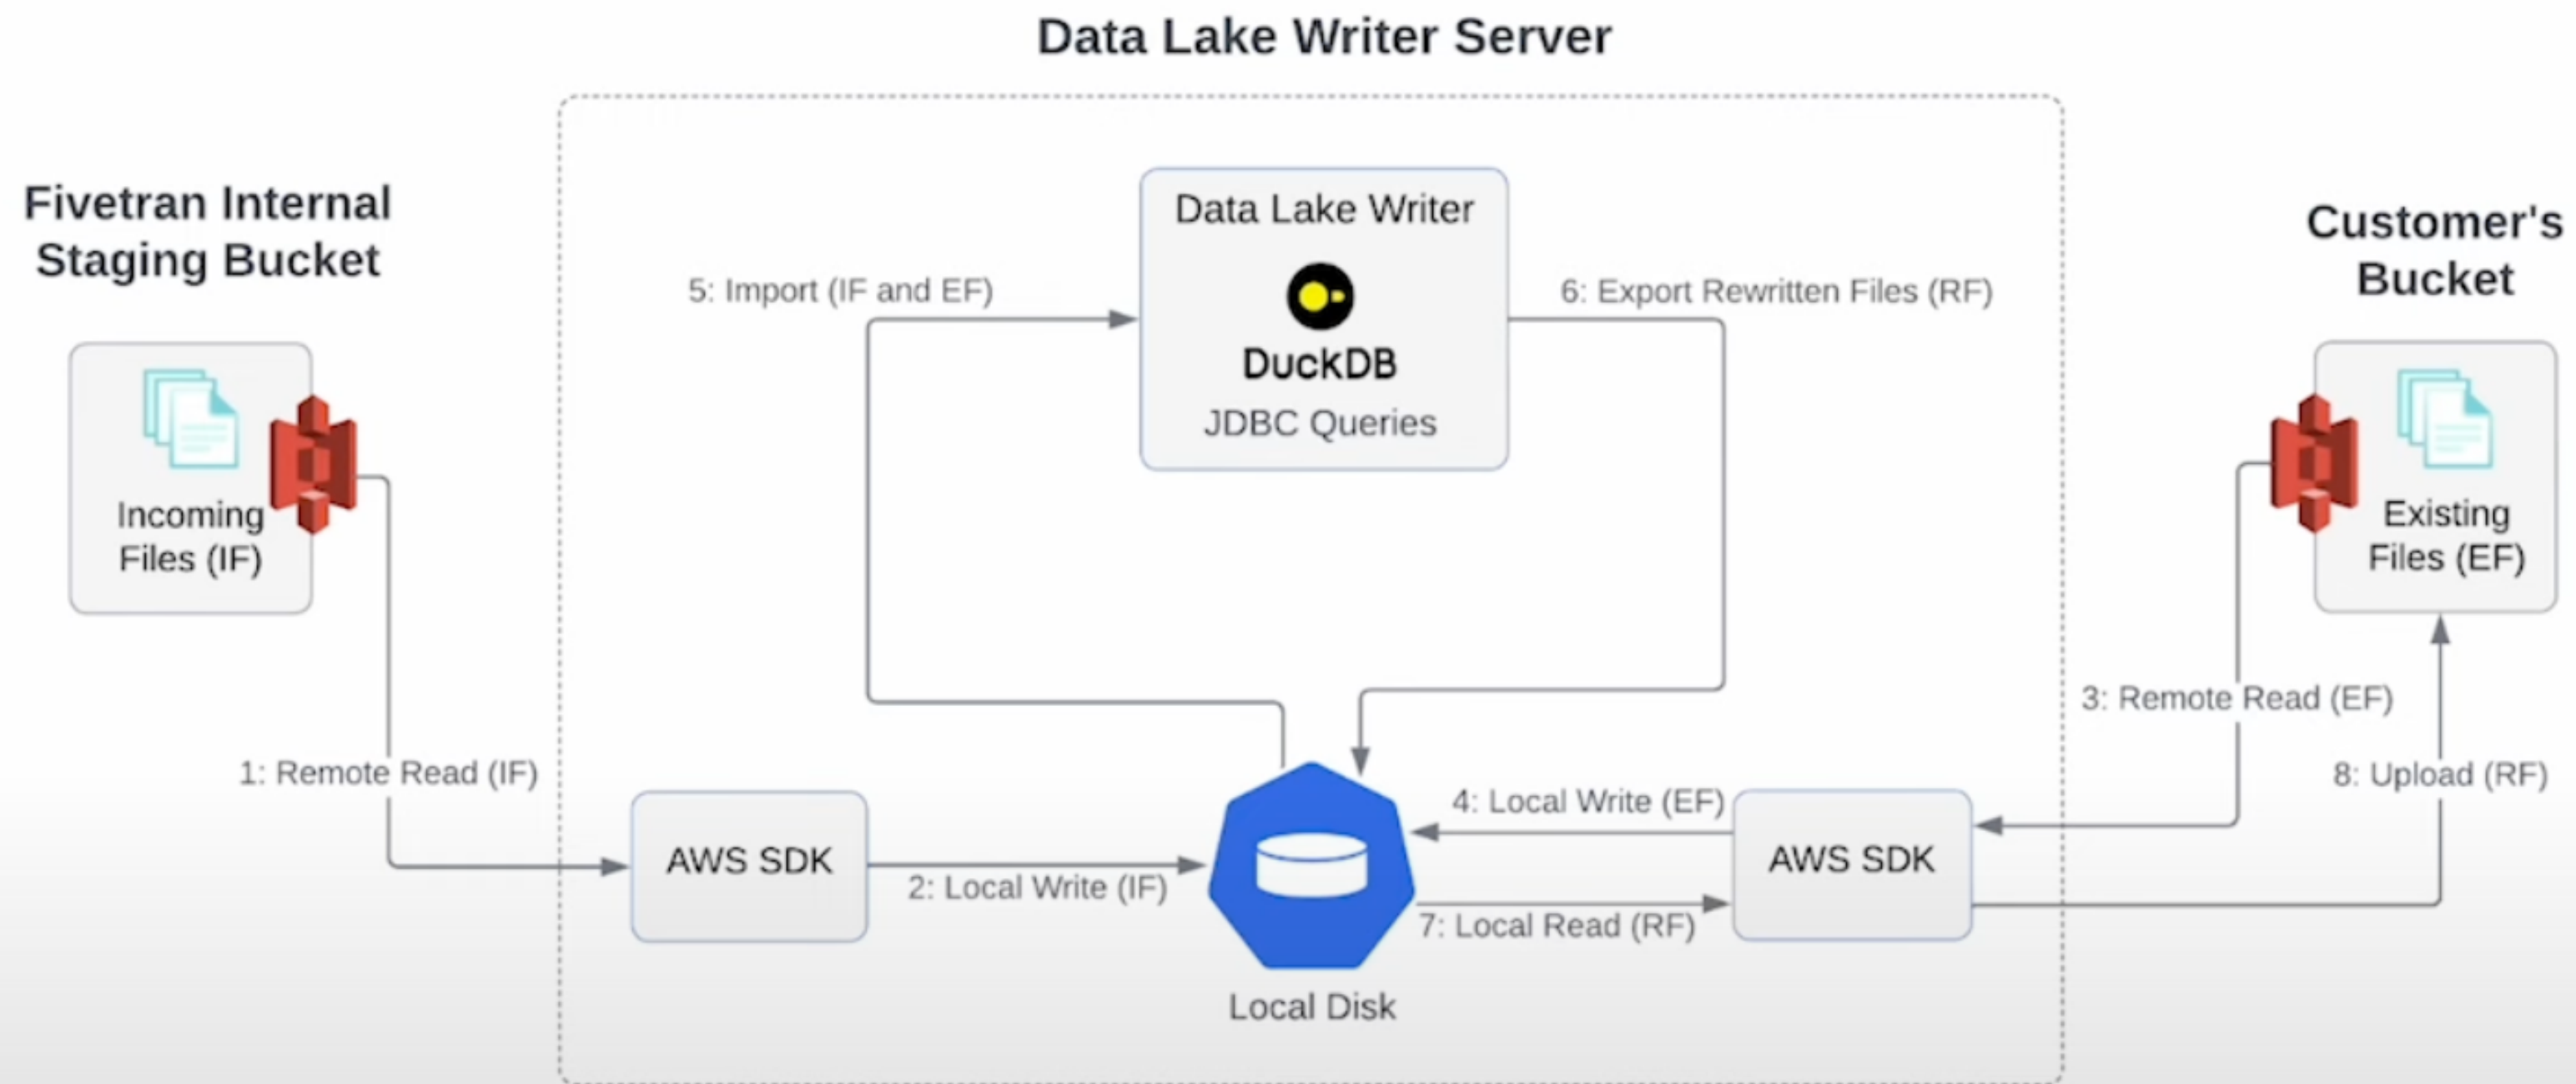 Data Lake Writer Server
Fivetran Internal
Staging Bucket
Incoming
Files (IF)
1: Remote Read (IF)
AWS SDK
2: Local Write (IF)
5: Import (IF and EF)
Data Lake Writer
DuckDB
JDBC Queries
6: Export Rewritten Files (RF)
Local Disk
4: Local Write (EF)
7: Local Read (RF)
AWS SDK
Customer's
Bucket
Existing
Files (EF)
3: Remote Read (EF)
8: Upload (RF)